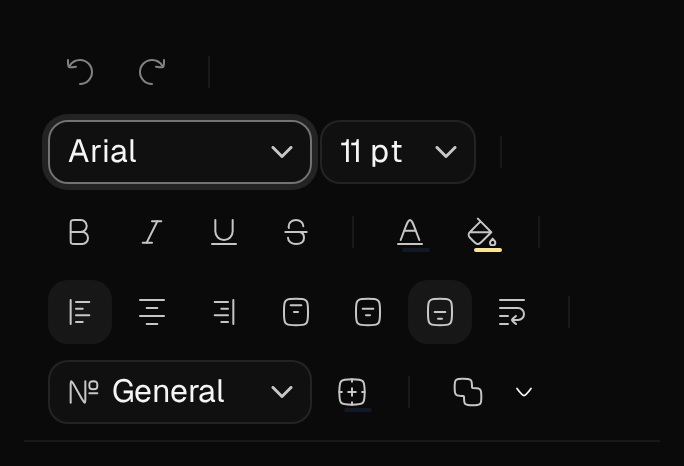 Arial 11 pt
B I U S A
№ General